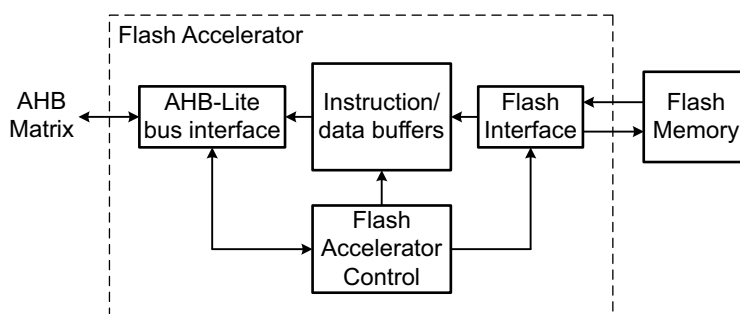 Flash Accelerator
AHB
Matrix
AHB-Lite
bus interface
Instruction/
data buffers
Flash
Interface
Flash
Memory
Flash
Accelerator
Control